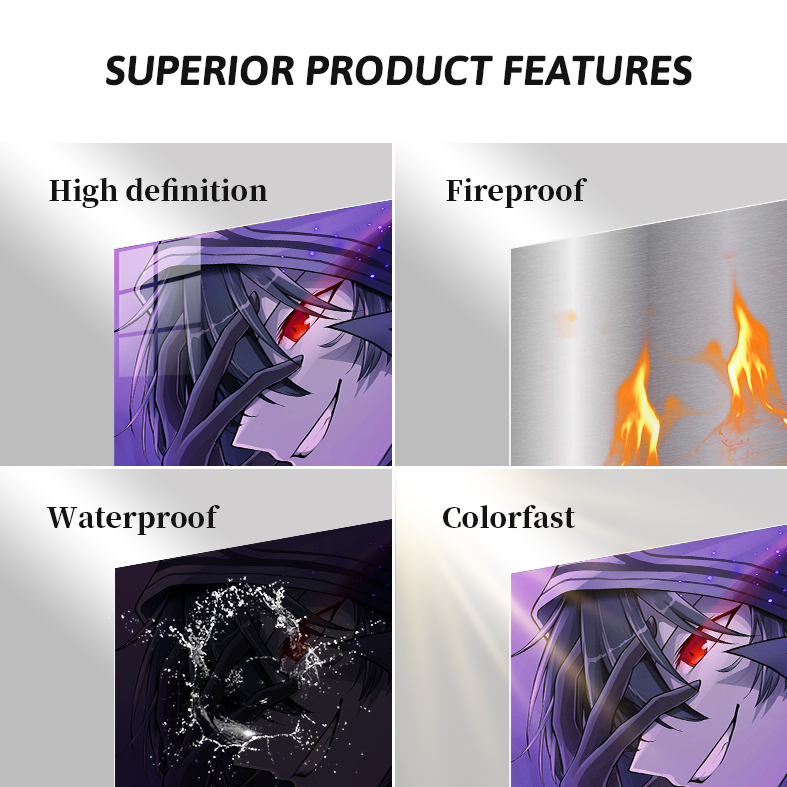 SUPERIOR PRODUCT FEATURES
High definition
Fireproof
Waterproof
Colorfast